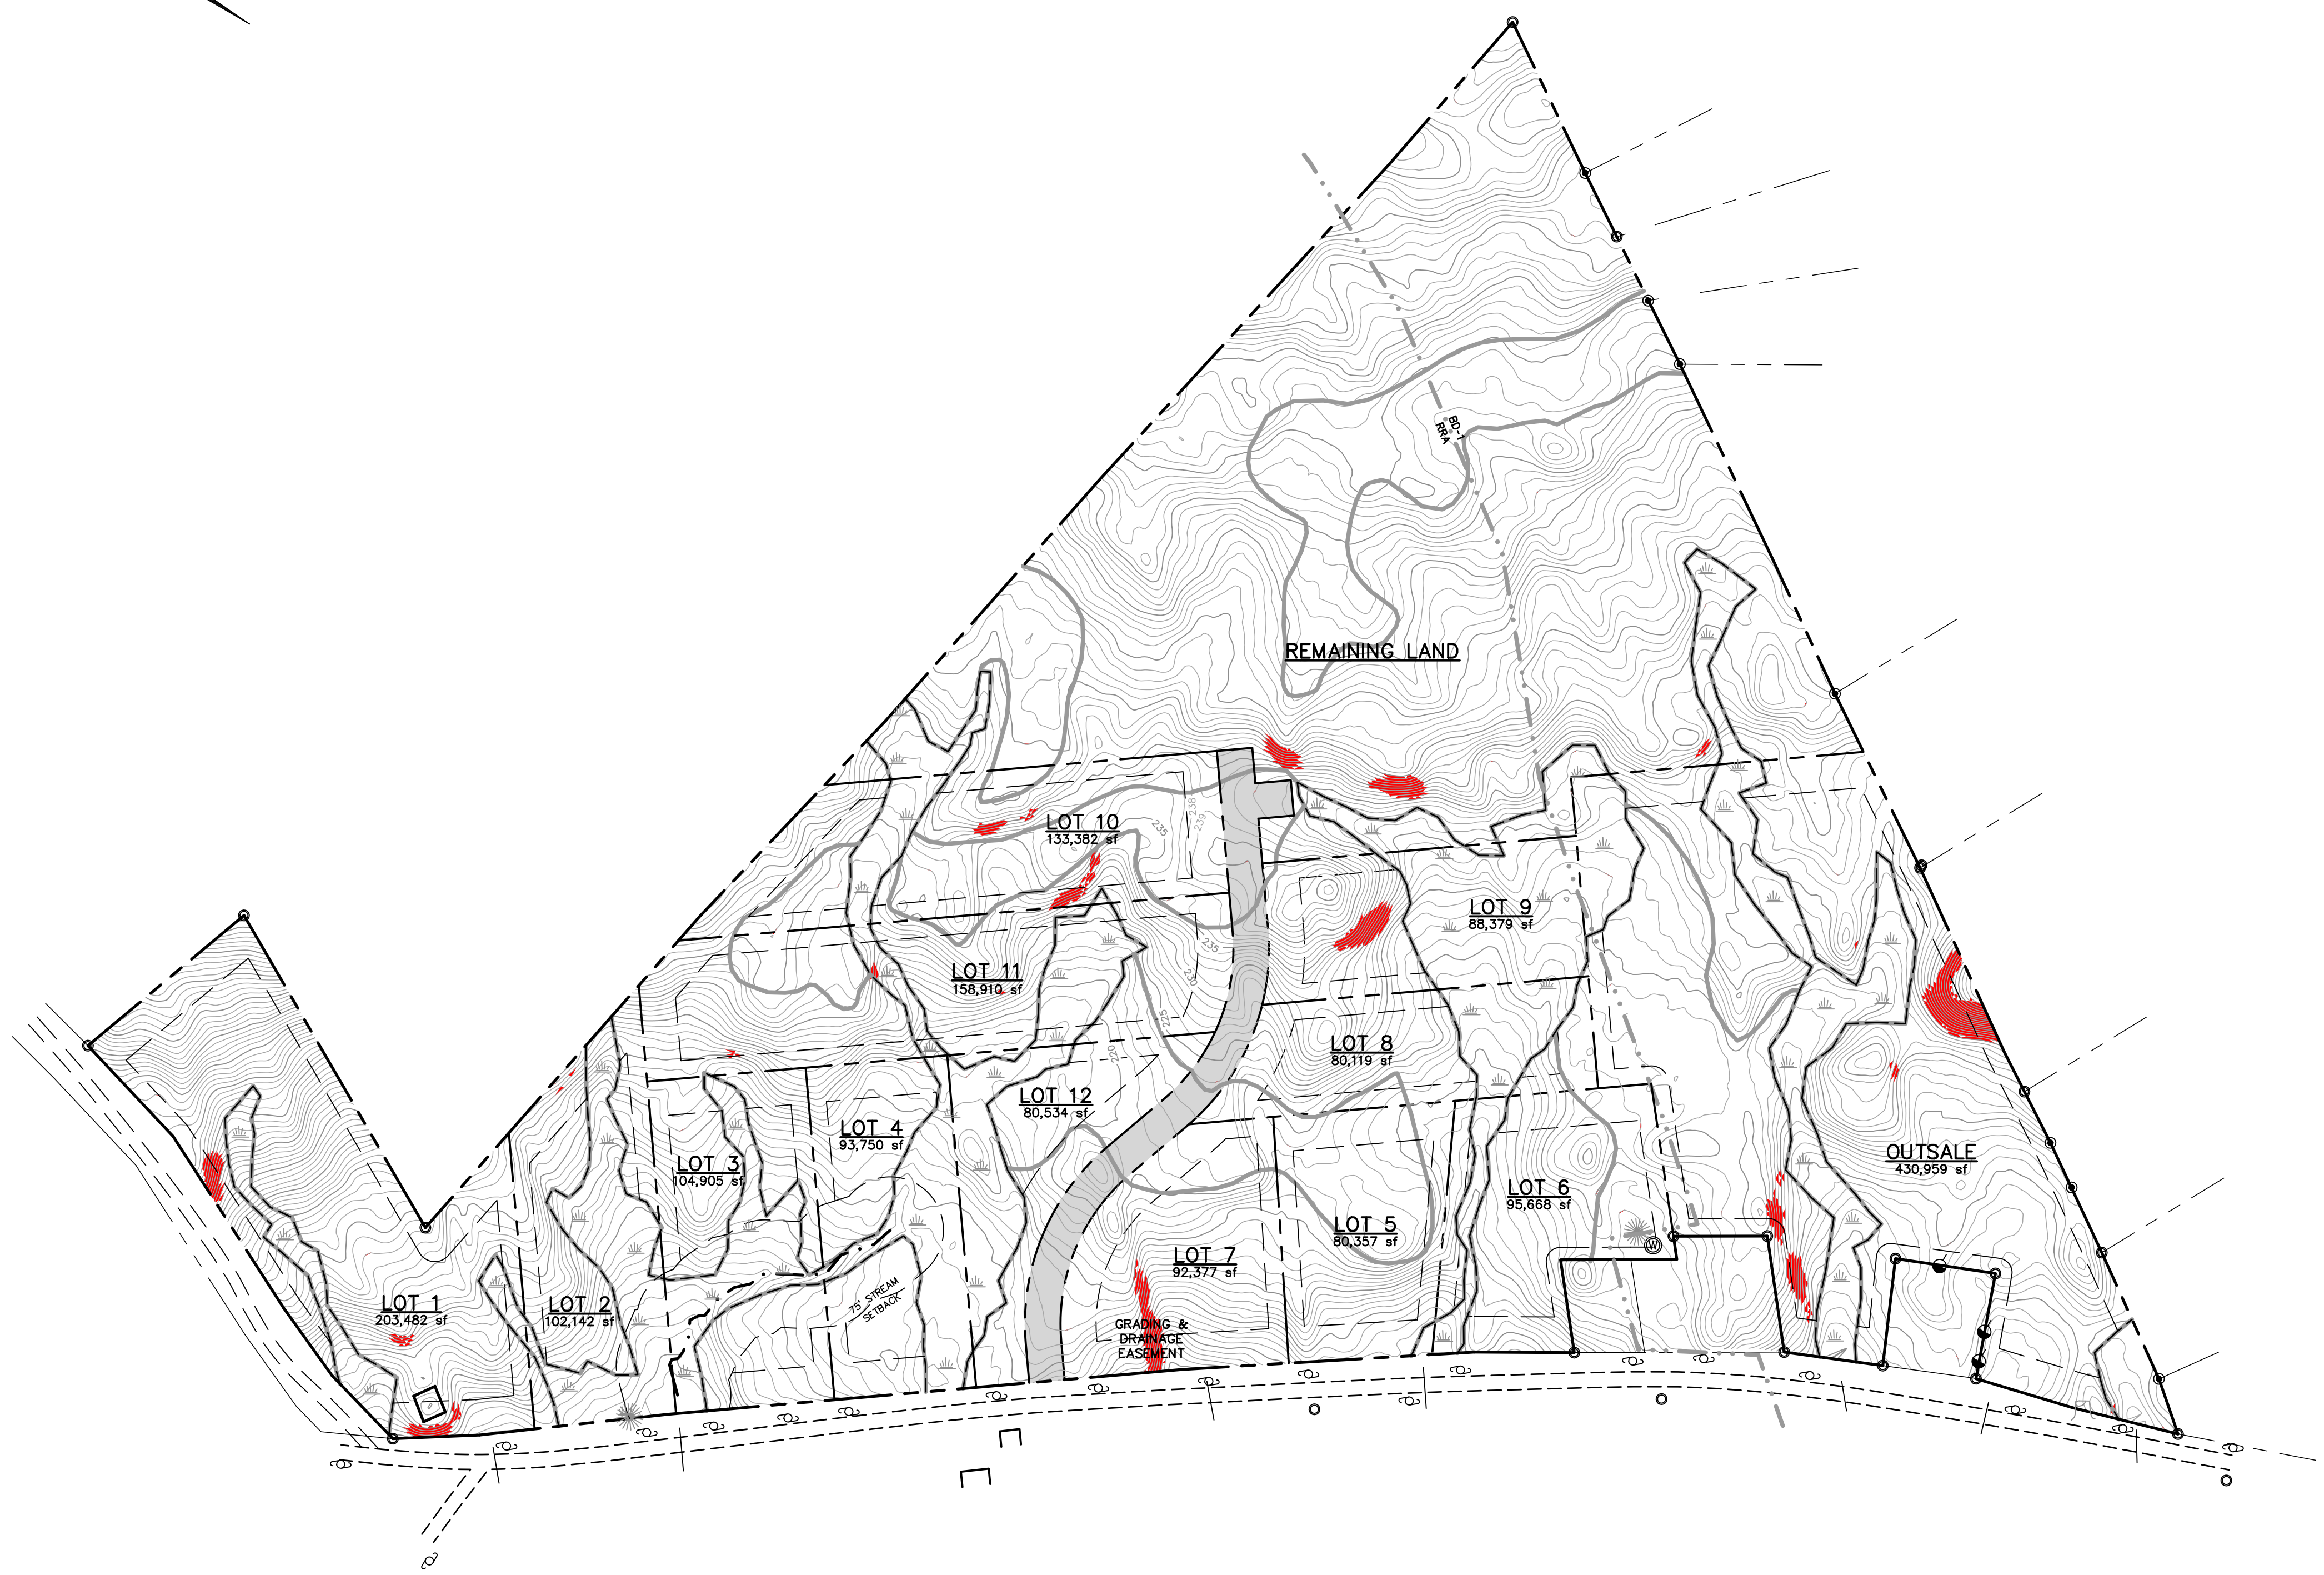 BD-1
RRA
REMAINING LAND
LOT 10
133,382 sf
235
238
239
LOT 9
88,379 sf
LOT 11
158,910 sf
235
230
225
220
LOT 8
80,119 sf
LOT 12
80,534 sf
LOT 4
93,750 sf
LOT 3
104,905 sf
OUTSALE
430,959 sf
LOT 6
95,668 sf
LOT 5
80,357 sf
W
LOT 7
92,377 sf
75' STREAM
SETBACK
LOT 1
203,482 sf
LOT 2
102,142 sf
GRADING &
DRAINAGE
EASEMENT